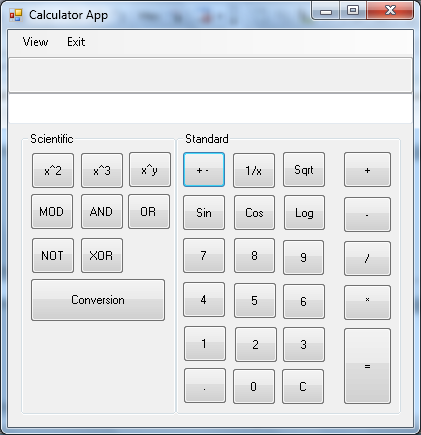 Calculator App
View Exit
Scientific Standard
x^2 x^3 x^y + - 1/x Sqrt +
MOD AND OR Sin Cos Log -
NOT XOR 7 8 9 /
Conversion 4 5 6 *
1 2 3 =
. 0 C